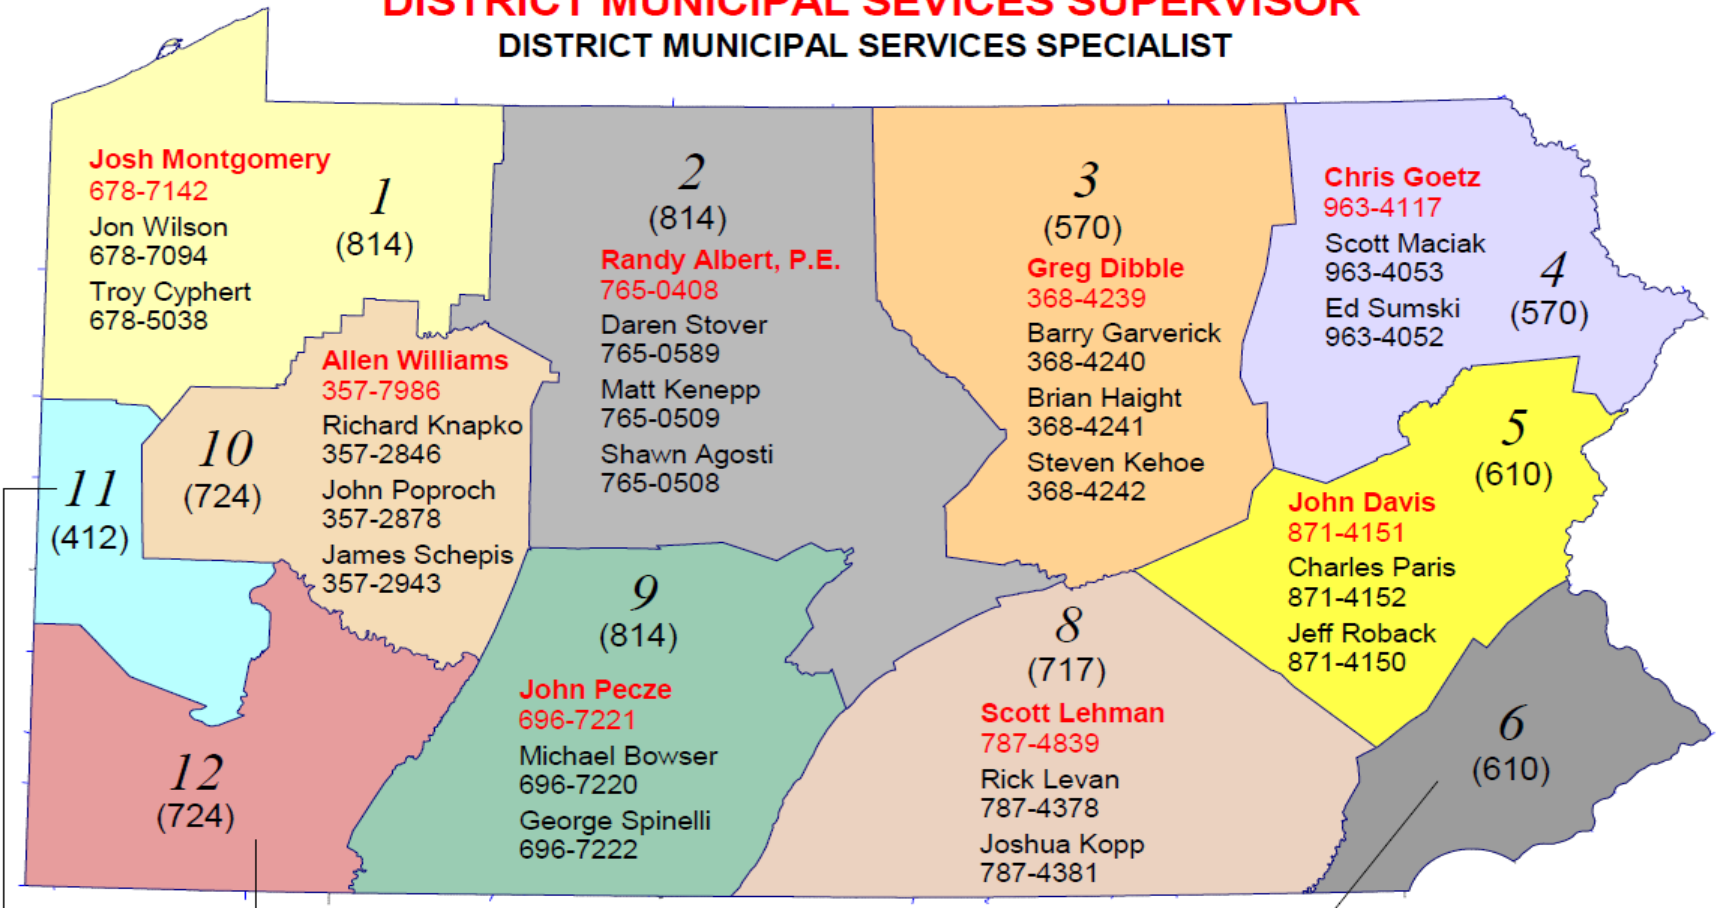 DISTRICT MUNICIPAL SEVICES SUPERVISOR
DISTRICT MUNICIPAL SERVICES SPECIALIST
Josh Montgomery
678-7142
Jon Wilson
678-7094
Troy Cyphert
678-5038
1
(814)
2
(814)
Randy Albert, P.E.
765-0408
Daren Stover
765-0589
Matt Kenepp
765-0509
Shawn Agosti
765-0508
3
(570)
Greg Dibble
368-4239
Barry Garverick
368-4240
Brian Haight
368-4241
Steven Kehoe
368-4242
Chris Goetz
963-4117
Scott Maciak
963-4053
Ed Sumski
963-4052
4
(570)
5
(610)
John Davis
871-4151
Charles Paris
871-4152
Jeff Roback
871-4150
6
(610)
8
(717)
Scott Lehman
787-4839
Rick Levan
787-4378
Joshua Kopp
787-4381
9
(814)
John Pecze
696-7221
Michael Bowser
696-7220
George Spinelli
696-7222
10
(724)
Allen Williams
357-7986
Richard Knapko
357-2846
John Poproch
357-2878
James Schepis
357-2943
11
(412)
12
(724)